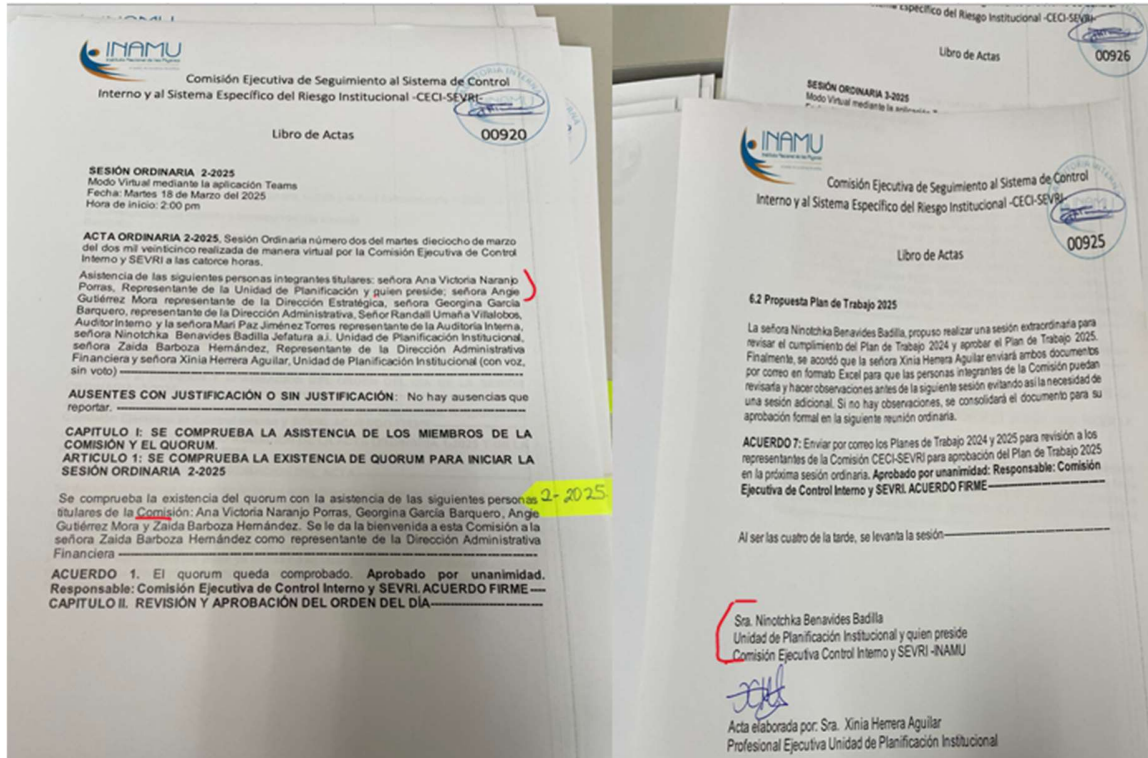 INAMU
Instituto Nacional de las Mujeres
Comisión Ejecutiva de Seguimiento al Sistema de Control
Interno y al Sistema Específico del Riesgo Institucional -CECI-SEVRI-
00920
Libro de Actas
SESIÓN ORDINARIA 2-2025
Modo Virtual mediante la aplicación Teams
Fecha: Martes 18 de Marzo del 2025
Hora de inicio: 2:00 pm
ACTA ORDINARIA 2-2025, Sesión Ordinaria número dos del martes dieciocho de marzo
del dos mil veinticinco realizada de manera virtual por la Comisión Ejecutiva de Control
Interno y SEVRI a las catorce horas.
Asistencia de las siguientes personas integrantes titulares: señora Ana Victoria Naranjo
Porras, Representante de la Unidad de Planificación y quien preside; señora Angie
Gutiérrez Mora representante de la Dirección Estratégica, señora Georgina García
Barquero, representante de la Dirección Administrativa, Señor Randall Umaña Villalobos,
Auditor Interno y la señora Mari Paz Jiménez Torres representante de la Auditoria Interna,
señora Ninotchka Benavides Badilla Jefatura a.i. Unidad de Planificación Institucional,
señora Zaida Barboza Hernández, Representante de la Dirección Administrativa
Financiera y señora Xinia Herrera Aguilar, Unidad de Planificación Institucional (con voz,
sin voto)
AUSENTES CON JUSTIFICACIÓN O SIN JUSTIFICACIÓN: No hay ausencias que
reportar.
CAPITULO I: SE COMPRUEBA LA ASISTENCIA DE LOS MIEMBROS DE LA
COMISIÓN Y EL QUORUM.
ARTICULO 1: SE COMPRUEBA LA EXISTENCIA DE QUORUM PARA INICIAR LA
SESIÓN ORDINARIA 2-2025
Se comprueba la existencia del quorum con la asistencia de las siguientes personas
titulares de la Comisión: Ana Victoria Naranjo Porras, Georgina García Barquero, Angie
Gutiérrez Mora y Zaida Barboza Hernández. Se le da la bienvenida a esta Comisión a la
señora Zaida Barboza Hernández como representante de la Dirección Administrativa
Financiera
ACUERDO 1. El quorum queda comprobado. Aprobado por unanimidad.
Responsable: Comisión Ejecutiva de Control Interno y SEVRI. ACUERDO FIRME
CAPITULO II. REVISIÓN Y APROBACIÓN DEL ORDEN DEL DÍA
2-2025
Específico del Riesgo Institucional -CECI-SEVRI-
00926
Libro de Actas
SESIÓN ORDINARIA 3-2025
Modo Virtual mediante la
INAMU
Instituto Nacional de las Mujeres
Comisión Ejecutiva de Seguimiento al Sistema de Control
Interno y al Sistema Específico del Riesgo Institucional -CECI-SEVRI-
00925
Libro de Actas
6.2 Propuesta Plan de Trabajo 2025
La señora Ninotchka Benavides Badilla, propuso realizar una sesión extraordinaria para
revisar el cumplimiento del Plan de Trabajo 2024 y aprobar el Plan de Trabajo 2025.
Finalmente, se acordó que la señora Xinia Herrera Aguilar enviará ambos documentos
por correo en formato Excel para que las personas integrantes de la Comisión puedan
revisarla y hacer observaciones antes de la siguiente sesión evitando así la necesidad de
una sesión adicional. Si no hay observaciones, se consolidará el documento para su
aprobación formal en la siguiente reunión ordinaria.
ACUERDO 7: Enviar por correo los Planes de Trabajo 2024 y 2025 para revisión a los
representantes de la Comisión CECI-SEVRI para aprobación del Plan de Trabajo 2025
en la próxima sesión ordinaria. Aprobado por unanimidad: Responsable: Comisión
Ejecutiva de Control Interno y SEVRI. ACUERDO FIRME
Al ser las cuatro de la tarde, se levanta la sesión
Sra. Ninotchka Benavides Badilla
Unidad de Planificación Institucional y quien preside
Comisión Ejecutiva Control Interno y SEVRI -INAMU
Acta elaborada por: Sra. Xinia Herrera Aguilar
Profesional Ejecutiva Unidad de Planificación Institucional